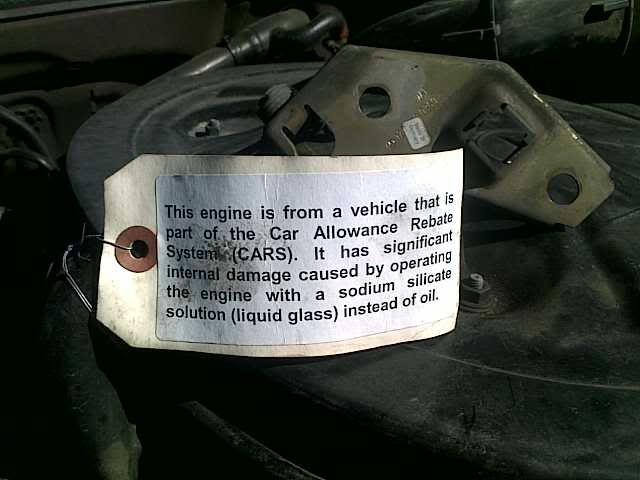 This engine is from a vehicle that is
part of the Car Allowance Rebate
System (CARS). It has significant
internal damage caused by operating
the engine with a sodium silicate
solution (liquid glass) instead of oil.